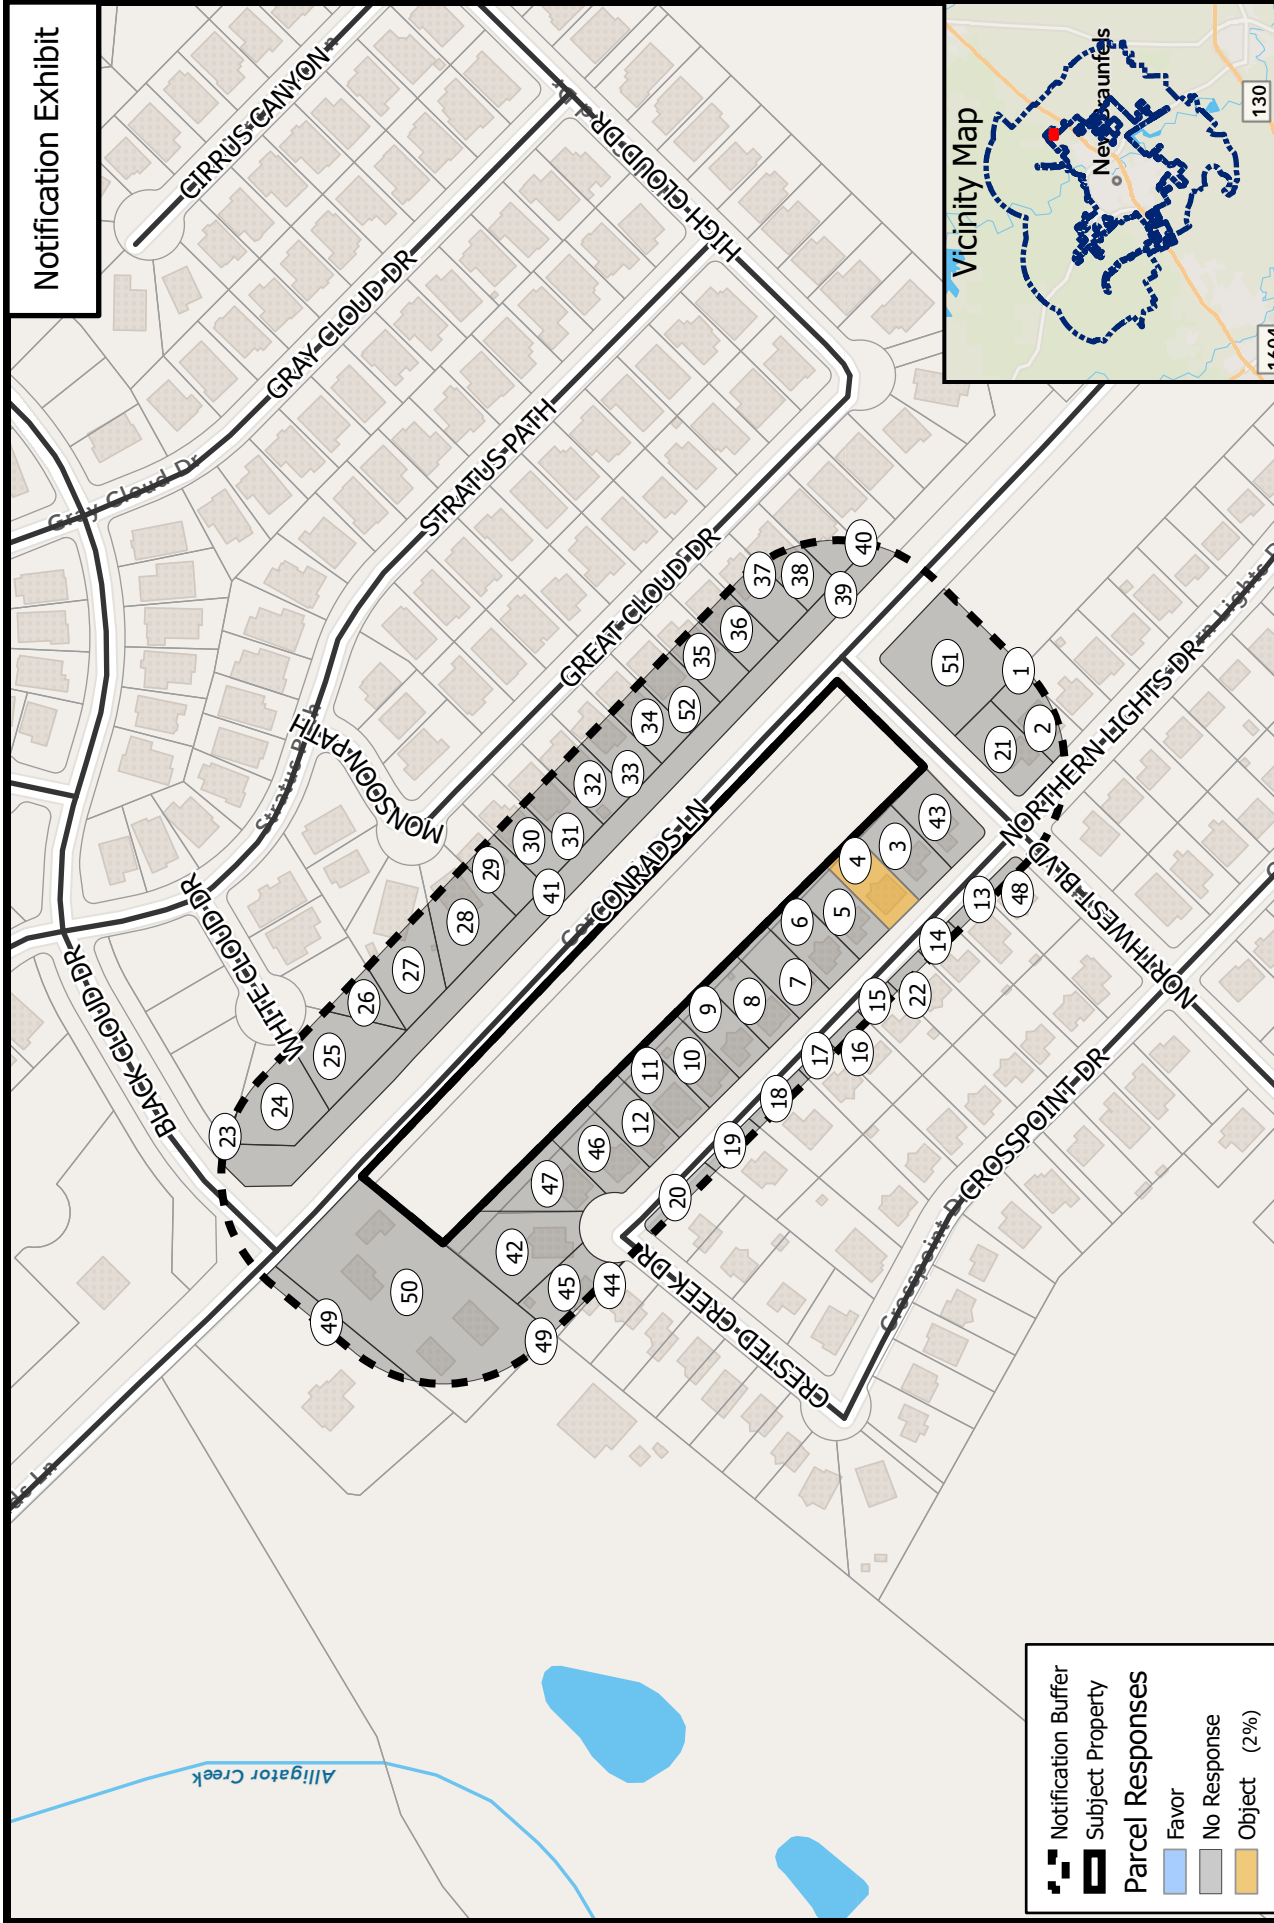 Notification Exhibit
CIRRUS CANYON
GRAY CLOUD DR
Gray Cloud Dr
STRATUS PATH
HIGH CLOUD DR
GREAT CLOUD DR
MONSOON PATH
WHITE CLOUD DR
BLACK CLOUD DR
CONRADS LN
NORTHERN LIGHTS DR
NORTHWEST BLVD
CROSSPOINT DR
CRESTED CREEK DR
Alligator Creek
23
24
25
26
27
28
29
30
31
41
32
33
34
52
35
36
37
38
39
40
51
1
2
21
43
3
4
5
6
7
8
9
10
11
12
46
47
42
45
44
49
50
49
48
13
14
22
15
16
17
18
19
20
Vicinity Map
130
Notification Buffer
Subject Property
Parcel Responses
Favor
No Response
Object (2%)